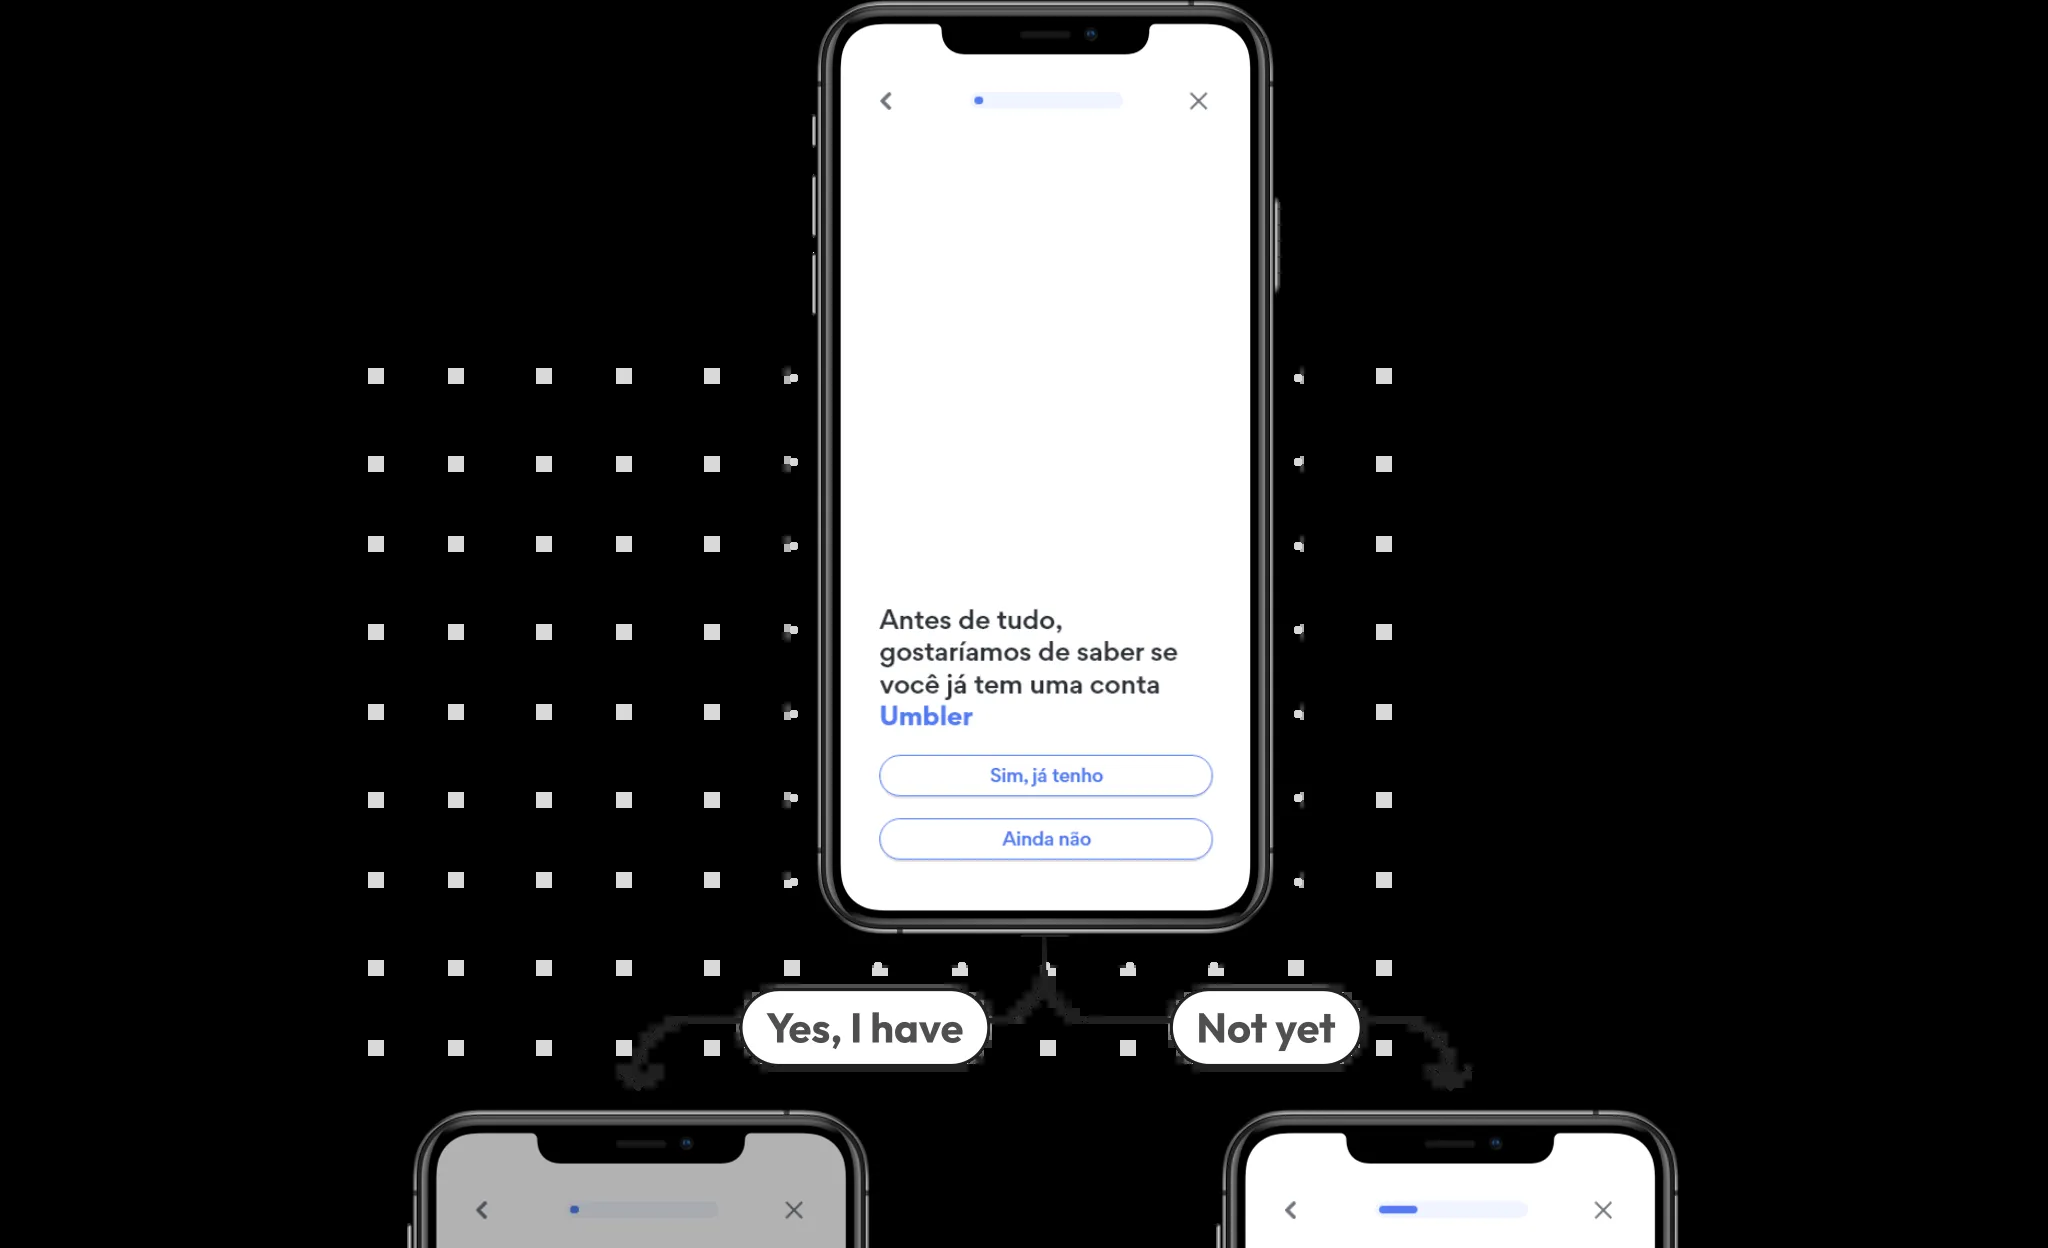 Antes de tudo,
gostaríamos de saber se
você já tem uma conta
Umbler
Sim, já tenho
Ainda não
Yes, I have
Not yet